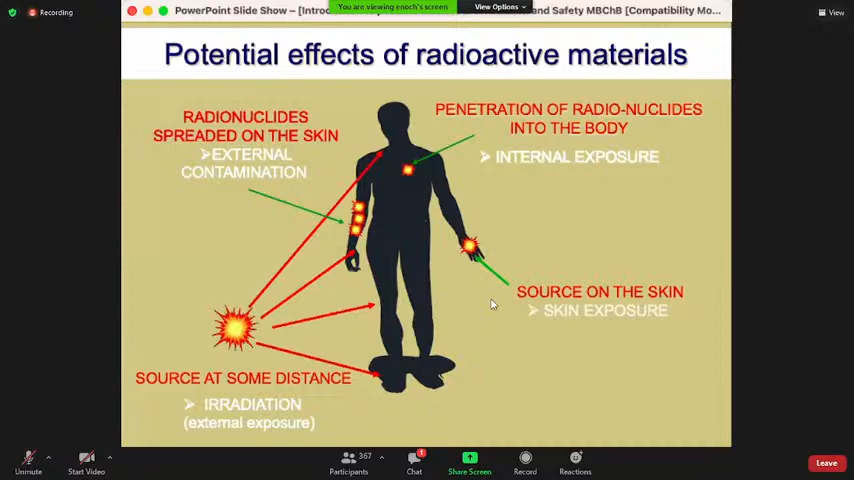 Recording
PowerPoint Slide Show – [Introd
You are viewing enoch's screen
View Options
and Safety MBChB [Compatibility Mo...
View
Potential effects of radioactive materials
RADIONUCLIDES
SPREADED ON THE SKIN
➢EXTERNAL
CONTAMINATION
PENETRATION OF RADIO-NUCLIDES
INTO THE BODY
➢ INTERNAL EXPOSURE
SOURCE ON THE SKIN
➢ SKIN EXPOSURE
SOURCE AT SOME DISTANCE
➢ IRRADIATION
(external exposure)
Unmute
Start Video
Participants
367
Chat
1
Share Screen
Record
Reactions
Leave